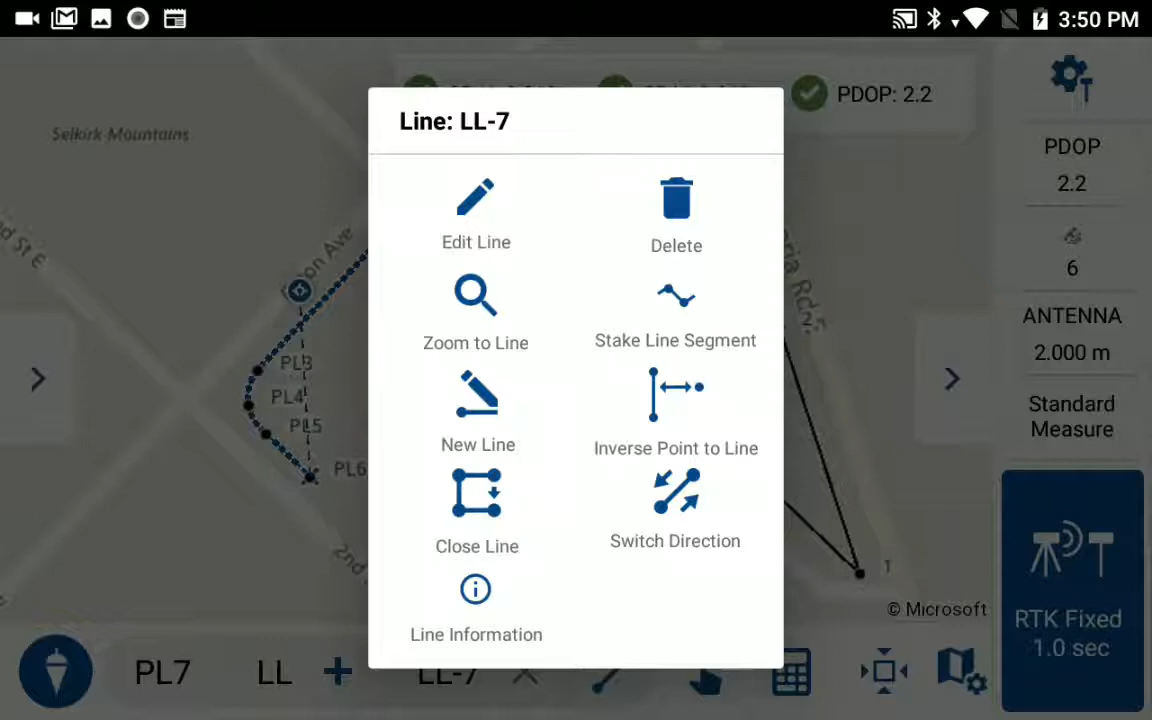 3:50 PM
Selkirk Mountains
PDOP: 2.2
Line: LL-7
Edit Line
Delete
Zoom to Line
Stake Line Segment
New Line
Inverse Point to Line
Close Line
Switch Direction
Line Information
PL3
PL4
PL5
PL6
2nd
1
© Microsoft
PDOP
2.2
6
ANTENNA
2.000 m
Standard
Measure
RTK Fixed
1.0 sec
PL7
LL
LL-7